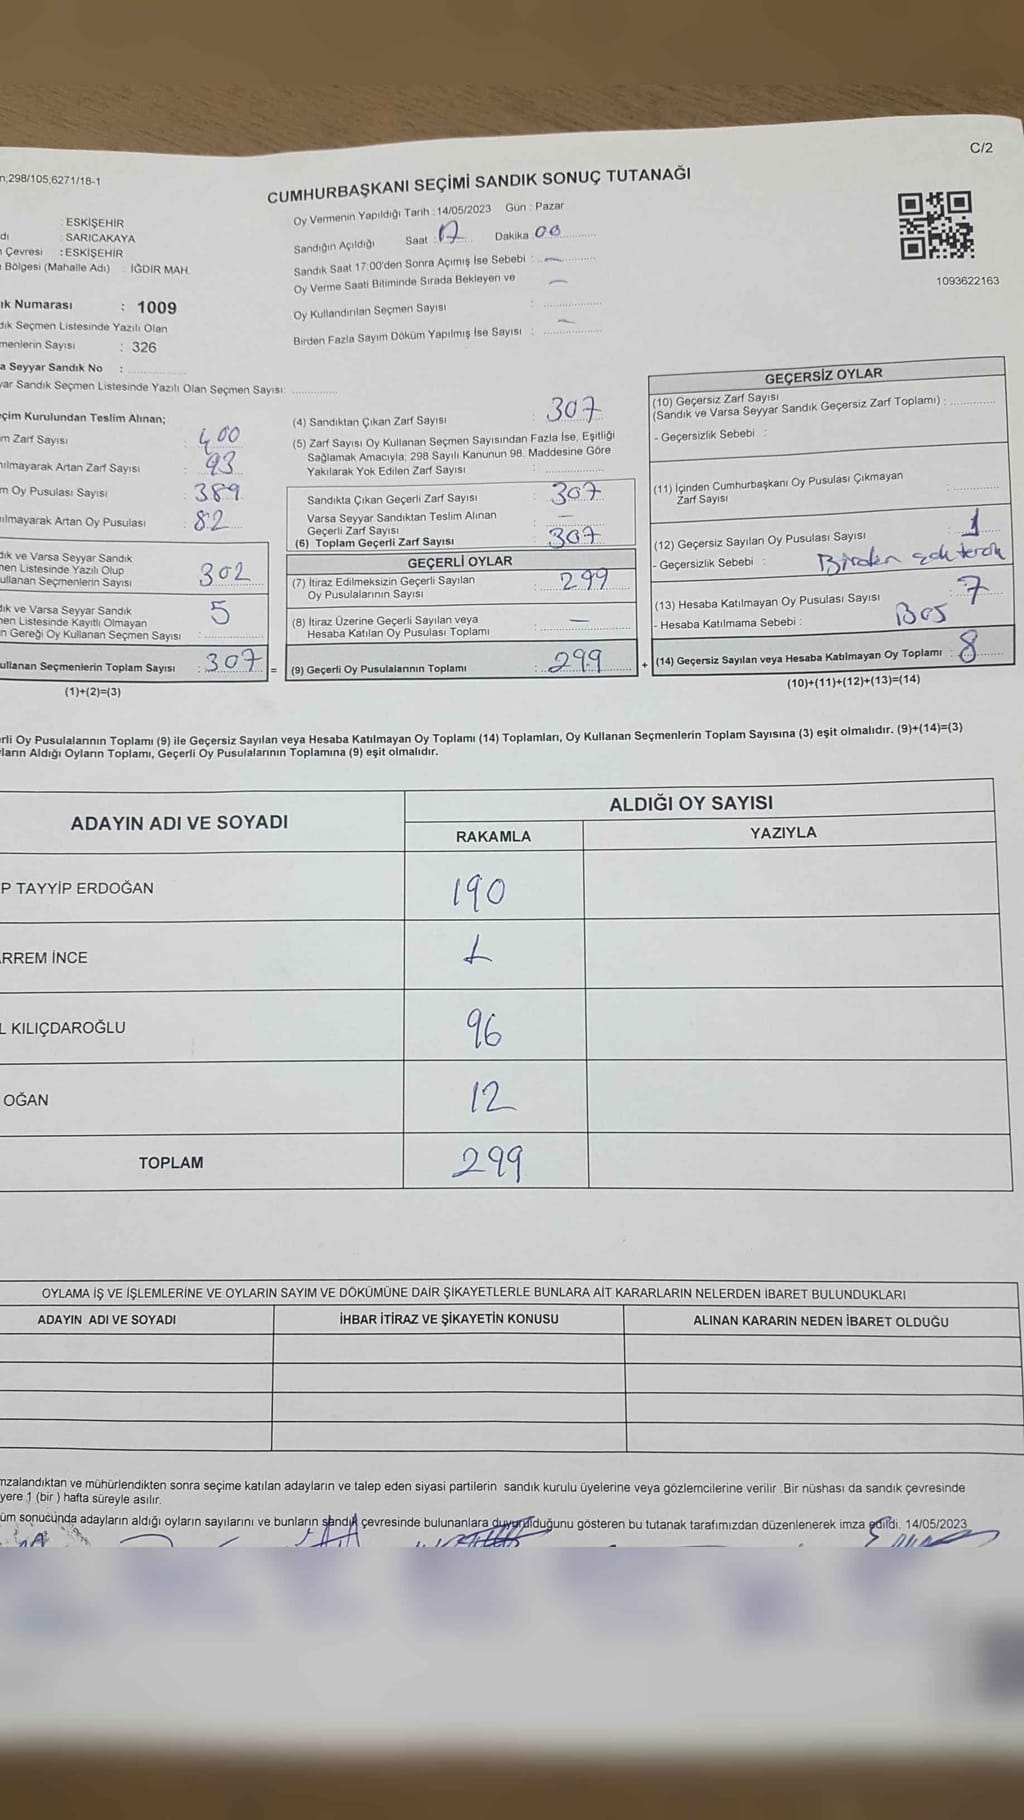 C/2
n,298/105,6271/18-1
CUMHURBAŞKANI SEÇİMİ SANDIK SONUÇ TUTANAĞI
: ESKİŞEHİR
dı : SARICAKAYA
n Çevresi : ESKİŞEHİR
ı Bölgesi (Mahalle Adı) : IĞDIR MAH.
ık Numarası : 1009
dık Seçmen Listesinde Yazılı Olan
menlerin Sayısı : 326
a Seyyar Sandık No :
yar Sandık Seçmen Listesinde Yazılı Olan Seçmen Sayısı:
Oy Vermenin Yapıldığı Tarih : 14/05/2023 Gün : Pazar
Sandığın Açıldığı Saat : 17 Dakika : 00
Sandık Saat 17:00'den Sonra Açımış İse Sebebi : —
Oy Verme Saati Bitiminde Sırada Bekleyen ve —
Oy Kullandırılan Seçmen Sayısı :
Birden Fazla Sayım Döküm Yapılmış İse Sayısı : —
1093622163
çim Kurulundan Teslim Alınan;
m Zarf Sayısı : 400
nılmayarak Artan Zarf Sayısı : 93
m Oy Pusulası Sayısı : 389
nılmayarak Artan Oy Pusulası : 82
dık ve Varsa Seyyar Sandık
men Listesinde Yazılı Olup
ullanan Seçmenlerin Sayısı : 302
dık ve Varsa Seyyar Sandık
men Listesinde Kayıtlı Olmayan
n Gereği Oy Kullanan Seçmen Sayısı : 5
ullanan Seçmenlerin Toplam Sayısı : 307 =
(1)+(2)=(3)
(4) Sandıktan Çıkan Zarf Sayısı : 307
(5) Zarf Sayısı Oy Kullanan Seçmen Sayısından Fazla İse, Eşitliği
Sağlamak Amacıyla; 298 Sayılı Kanunun 98. Maddesine Göre
Yakılarak Yok Edilen Zarf Sayısı :
Sandıkta Çıkan Geçerli Zarf Sayısı : 307
Varsa Seyyar Sandıktan Teslim Alınan
Geçerli Zarf Sayısı : —
(6) Toplam Geçerli Zarf Sayısı : 307
GEÇERLİ OYLAR
(7) İtiraz Edilmeksizin Geçerli Sayılan
Oy Pusulalarının Sayısı : 299
(8) İtiraz Üzerine Geçerli Sayılan veya
Hesaba Katılan Oy Pusulası Toplamı : —
(9) Geçerli Oy Pusulalarının Toplamı : 299 +
GEÇERSİZ OYLAR
(10) Geçersiz Zarf Sayısı
(Sandık ve Varsa Seyyar Sandık Geçersiz Zarf Toplamı) :
- Geçersizlik Sebebi :
(11) İçinden Cumhurbaşkanı Oy Pusulası Çıkmayan
Zarf Sayısı :
(12) Geçersiz Sayılan Oy Pusulası Sayısı : 1
- Geçersizlik Sebebi : Birden çok tercih
(13) Hesaba Katılmayan Oy Pusulası Sayısı : 7
- Hesaba Katılmama Sebebi : Boş
(14) Geçersiz Sayılan veya Hesaba Katılmayan Oy Toplamı : 8
(10)+(11)+(12)+(13)=(14)
rli Oy Pusulalarının Toplamı (9) ile Geçersiz Sayılan veya Hesaba Katılmayan Oy Toplamı (14) Toplamları, Oy Kullanan Seçmenlerin Toplam Sayısına (3) eşit olmalıdır. (9)+(14)=(3)
ların Aldığı Oyların Toplamı, Geçerli Oy Pusulalarının Toplamına (9) eşit olmalıdır.
ADAYIN ADI VE SOYADI ALDIĞI OY SAYISI
RAKAMLA YAZIYLA
P TAYYİP ERDOĞAN 190
RREM İNCE 1
L KILIÇDAROĞLU 96
OĞAN 12
TOPLAM 299
OYLAMA İŞ VE İŞLEMLERİNE VE OYLARIN SAYIM VE DÖKÜMÜNE DAİR ŞİKAYETLERLE BUNLARA AİT KARARLARIN NELERDEN İBARET BULUNDUKLARI
ADAYIN ADI VE SOYADI İHBAR İTİRAZ VE ŞİKAYETİN KONUSU ALINAN KARARIN NEDEN İBARET OLDUĞU
mzalandıktan ve mühürlendikten sonra seçime katılan adayların ve talep eden siyasi partilerin sandık kurulu üyelerine veya gözlemcilerine verilir .Bir nüshası da sandık çevresinde
yere 1 (bir ) hafta süreyle asılır.
üm sonucunda adayların aldığı oyların sayılarını ve bunların sandık çevresinde bulunanlara duyurulduğunu gösteren bu tutanak tarafımızdan düzenlenerek imza edildi. 14/05/2023